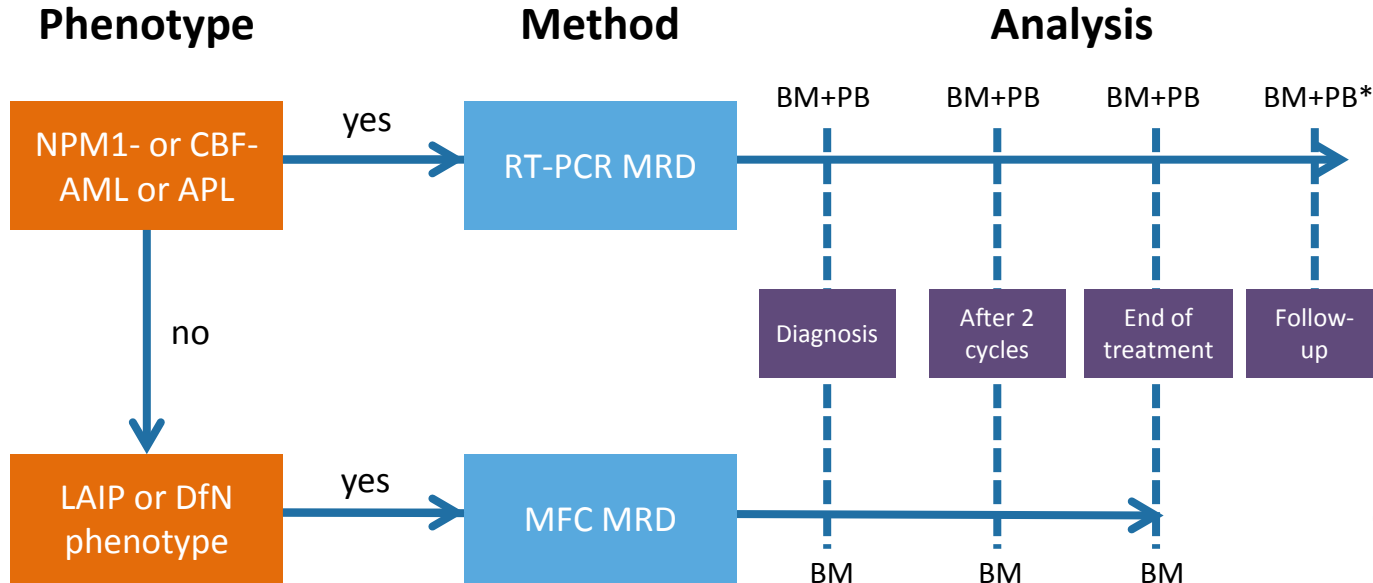 Phenotype
Method
Analysis
BM+PB
BM+PB
BM+PB
BM+PB*
NPM1- or CBF-
AML or APL
yes
RT-PCR MRD
no
Diagnosis
After 2
cycles
End of
treatment
Follow-
up
LAIP or DfN
phenotype
yes
MFC MRD
BM
BM
BM